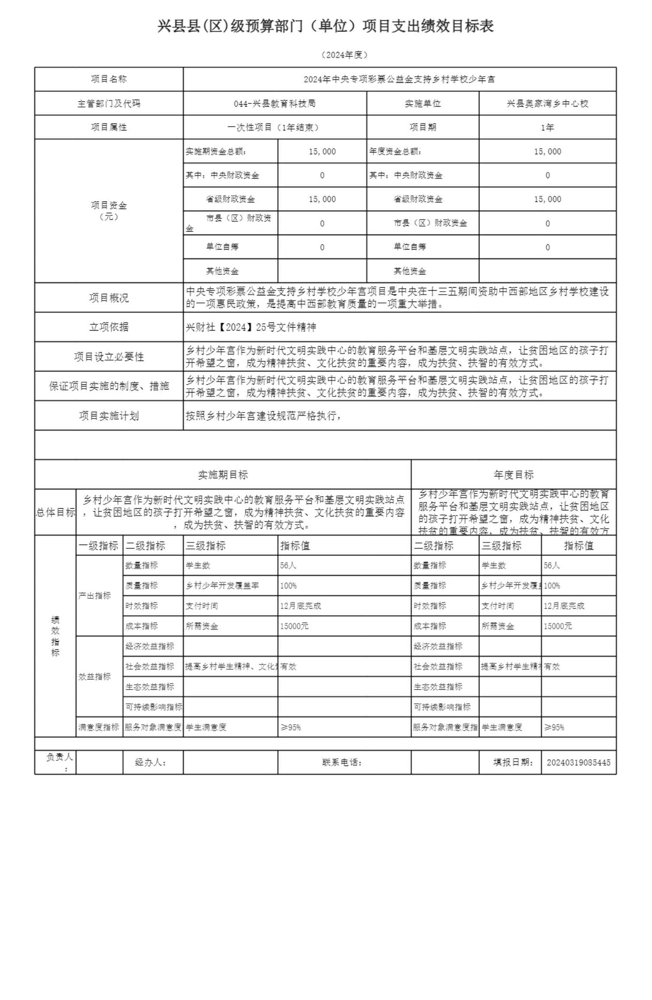 兴县县(区)级预算部门（单位）项目支出绩效目标表
（2024年度）
项目名称 2024年中央专项彩票公益金支持乡村学校少年宫
主管部门及代码 044-兴县教育科技局 实施单位 兴县奥家湾乡中心校
项目属性 一次性项目（1年结束） 项目期 1年
项目资金
（元）
实施期资金总额： 15,000 年度资金总额： 15,000
其中：中央财政资金 0 其中：中央财政资金 0
省级财政资金 15,000 省级财政资金 15,000
市县（区）财政资
金 0 市县（区）财政资金 0
单位自筹 0 单位自筹 0
其他资金 其他资金
项目概况 中央专项彩票公益金支持乡村学校少年宫项目是中央在十三五期间资助中西部地区乡村学校建设
的一项惠民政策，是提高中西部教育质量的一项重大举措。
立项依据 兴财社【2024】25号文件精神
项目设立必要性 乡村少年宫作为新时代文明实践中心的教育服务平台和基层文明实践站点，让贫困地区的孩子打
开希望之窗，成为精神扶贫、文化扶贫的重要内容，成为扶贫、扶智的有效方式。
保证项目实施的制度、措施 乡村少年宫作为新时代文明实践中心的教育服务平台和基层文明实践站点，让贫困地区的孩子打
开希望之窗，成为精神扶贫、文化扶贫的重要内容，成为扶贫、扶智的有效方式。
项目实施计划 按照乡村少年宫建设规范严格执行，
实施期目标 年度目标
总体目标
乡村少年宫作为新时代文明实践中心的教育服务平台和基层文明实践站点
，让贫困地区的孩子打开希望之窗，成为精神扶贫、文化扶贫的重要内容
，成为扶贫、扶智的有效方式。
乡村少年宫作为新时代文明实践中心的教育
服务平台和基层文明实践站点，让贫困地区
的孩子打开希望之窗，成为精神扶贫、文化
扶贫的重要内容，成为扶贫、扶智的有效方
绩
效
指
标
一级指标 二级指标 三级指标 指标值 二级指标 三级指标 指标值
产出指标
数量指标 学生数 56人 数量指标 学生数 56人
质量指标 乡村少年开发覆盖率 100% 质量指标 乡村少年开发覆 100%
时效指标 支付时间 12月底完成 时效指标 支付时间 12月底完成
成本指标 所需资金 15000元 成本指标 所需资金 15000元
效益指标
经济效益指标 经济效益指标
社会效益指标 提高乡村学生精神、文化 有效 社会效益指标 提高乡村学生精 有效
生态效益指标 生态效益指标
可持续影响指标 可持续影响指标
满意度指标 服务对象满意度 学生满意度 ≥95% 服务对象满意度指 学生满意度 ≥95%
负责人
： 经办人： 联系电话： 填报日期： 20240319085445